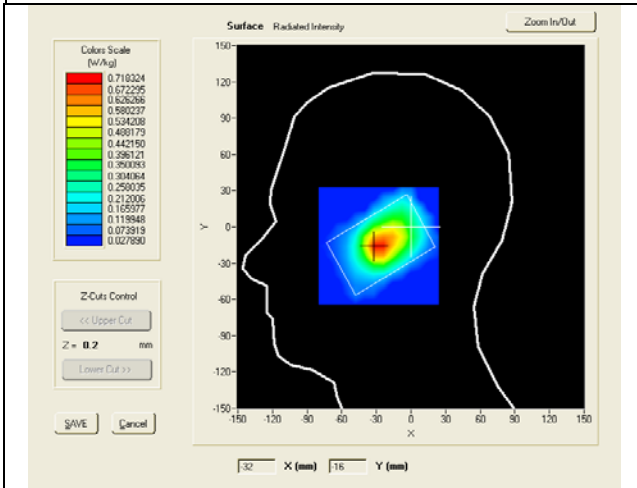 Surface Radiated Intensity
Zoom In/Out
Colors Scale
(W/kg)
0.718324
0.672295
0.626266
0.580237
0.534208
0.488179
0.442150
0.396121
0.350093
0.304064
0.258035
0.212006
0.165977
0.119948
0.073919
0.027890
150
120
90
60
30
0
-30
-60
-90
-120
-150
Y
-150 -120 -90 -60 -30 0 30 60 90 120 150
X
Z-Cuts Control
<< Upper Cut
Z = 0.2 mm
Lower Cut >>
SAVE Cancel
-32 X (mm) -16 Y (mm)